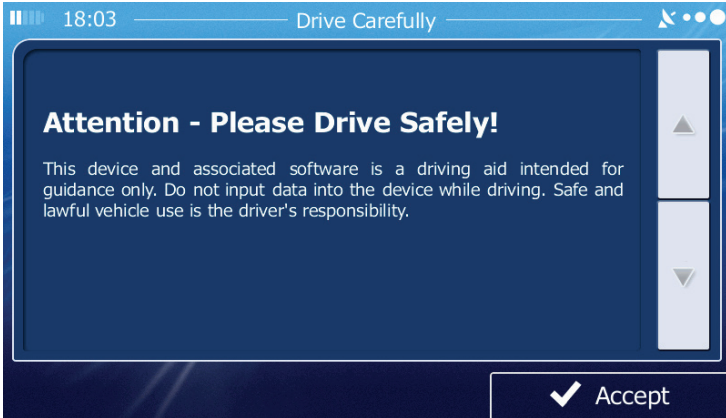 18:03
Drive Carefully
Attention - Please Drive Safely!
This device and associated software is a driving aid intended for
guidance only. Do not input data into the device while driving. Safe and
lawful vehicle use is the driver's responsibility.
Accept